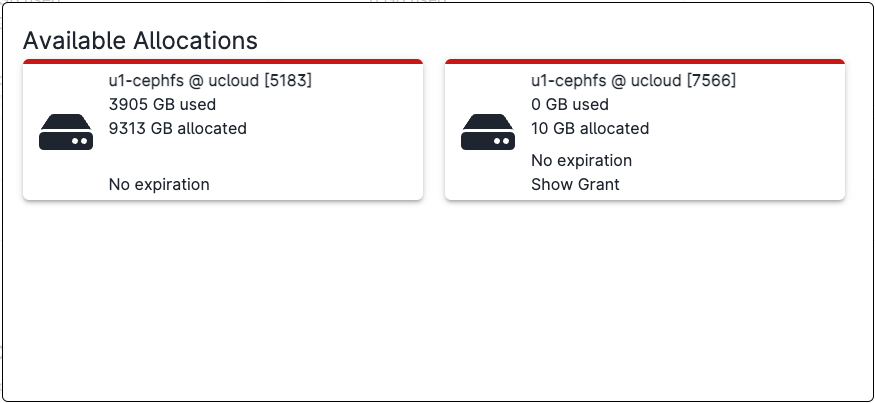 Available Allocations
u1-cephfs @ ucloud [5183]
3905 GB used
9313 GB allocated
No expiration
u1-cephfs @ ucloud [7566]
0 GB used
10 GB allocated
No expiration
Show Grant